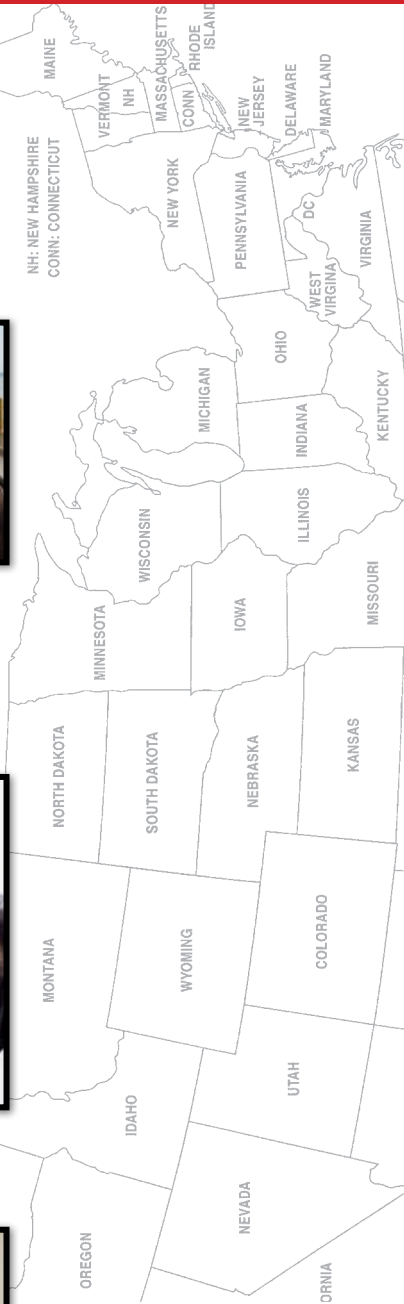 MAINE
VERMONT
NH
MASSACHUSETTS
RHODE
ISLAND
CONN
NH: NEW HAMPSHIRE
CONN: CONNECTICUT
NEW YORK
NEW
JERSEY
DELAWARE
MARYLAND
PENNSYLVANIA
DC
WEST
VIRGINA
VIRGINIA
OHIO
MICHIGAN
INDIANA
KENTUCKY
WISCONSIN
ILLINOIS
MINNESOTA
IOWA
MISSOURI
NORTH DAKOTA
SOUTH DAKOTA
NEBRASKA
KANSAS
MONTANA
WYOMING
COLORADO
IDAHO
UTAH
OREGON
NEVADA
ORNIA